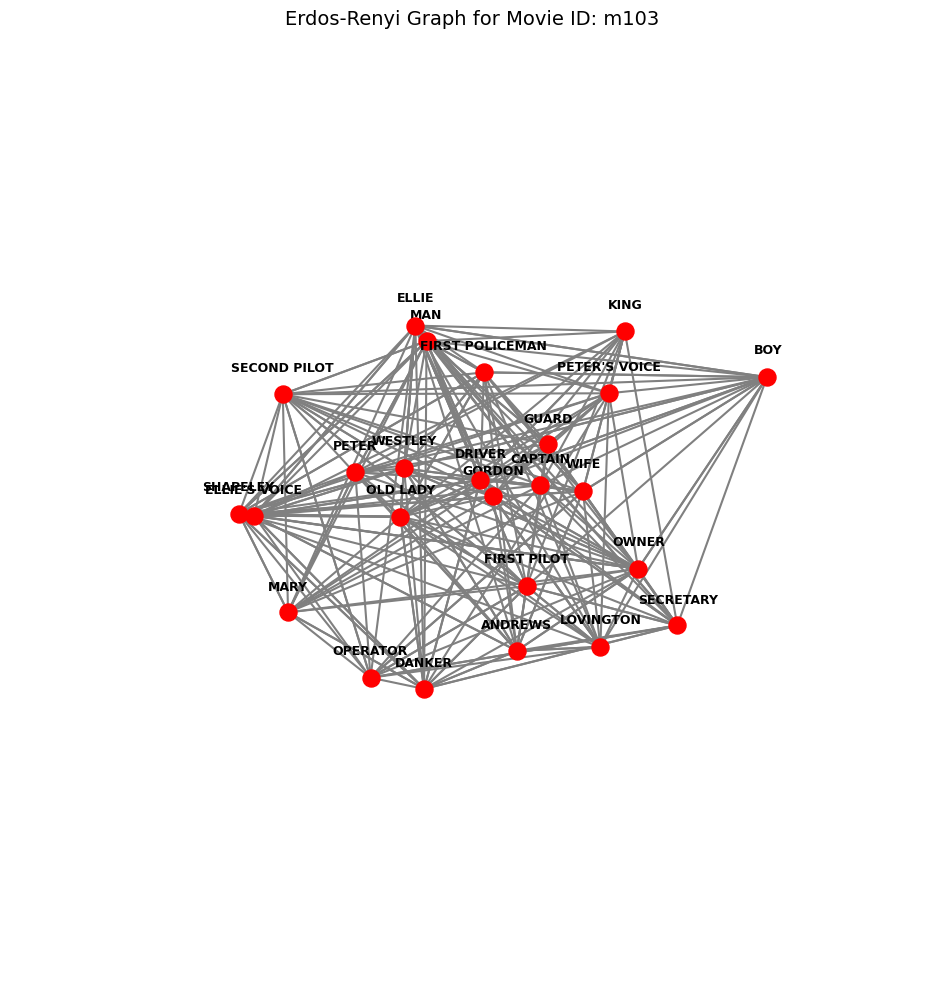 Erdos-Renyi Graph for Movie ID: m103
ELLIE
KING
MAN
FIRST POLICEMAN
BOY
SECOND PILOT
PETER'S VOICE
GUARD
PETER
WESTLEY
DRIVER
CAPTAIN
WIFE
GORDON
SHAPELEY
ELLIE'S VOICE
OLD LADY
OWNER
FIRST PILOT
MARY
SECRETARY
LOVINGTON
ANDREWS
OPERATOR
DANKER